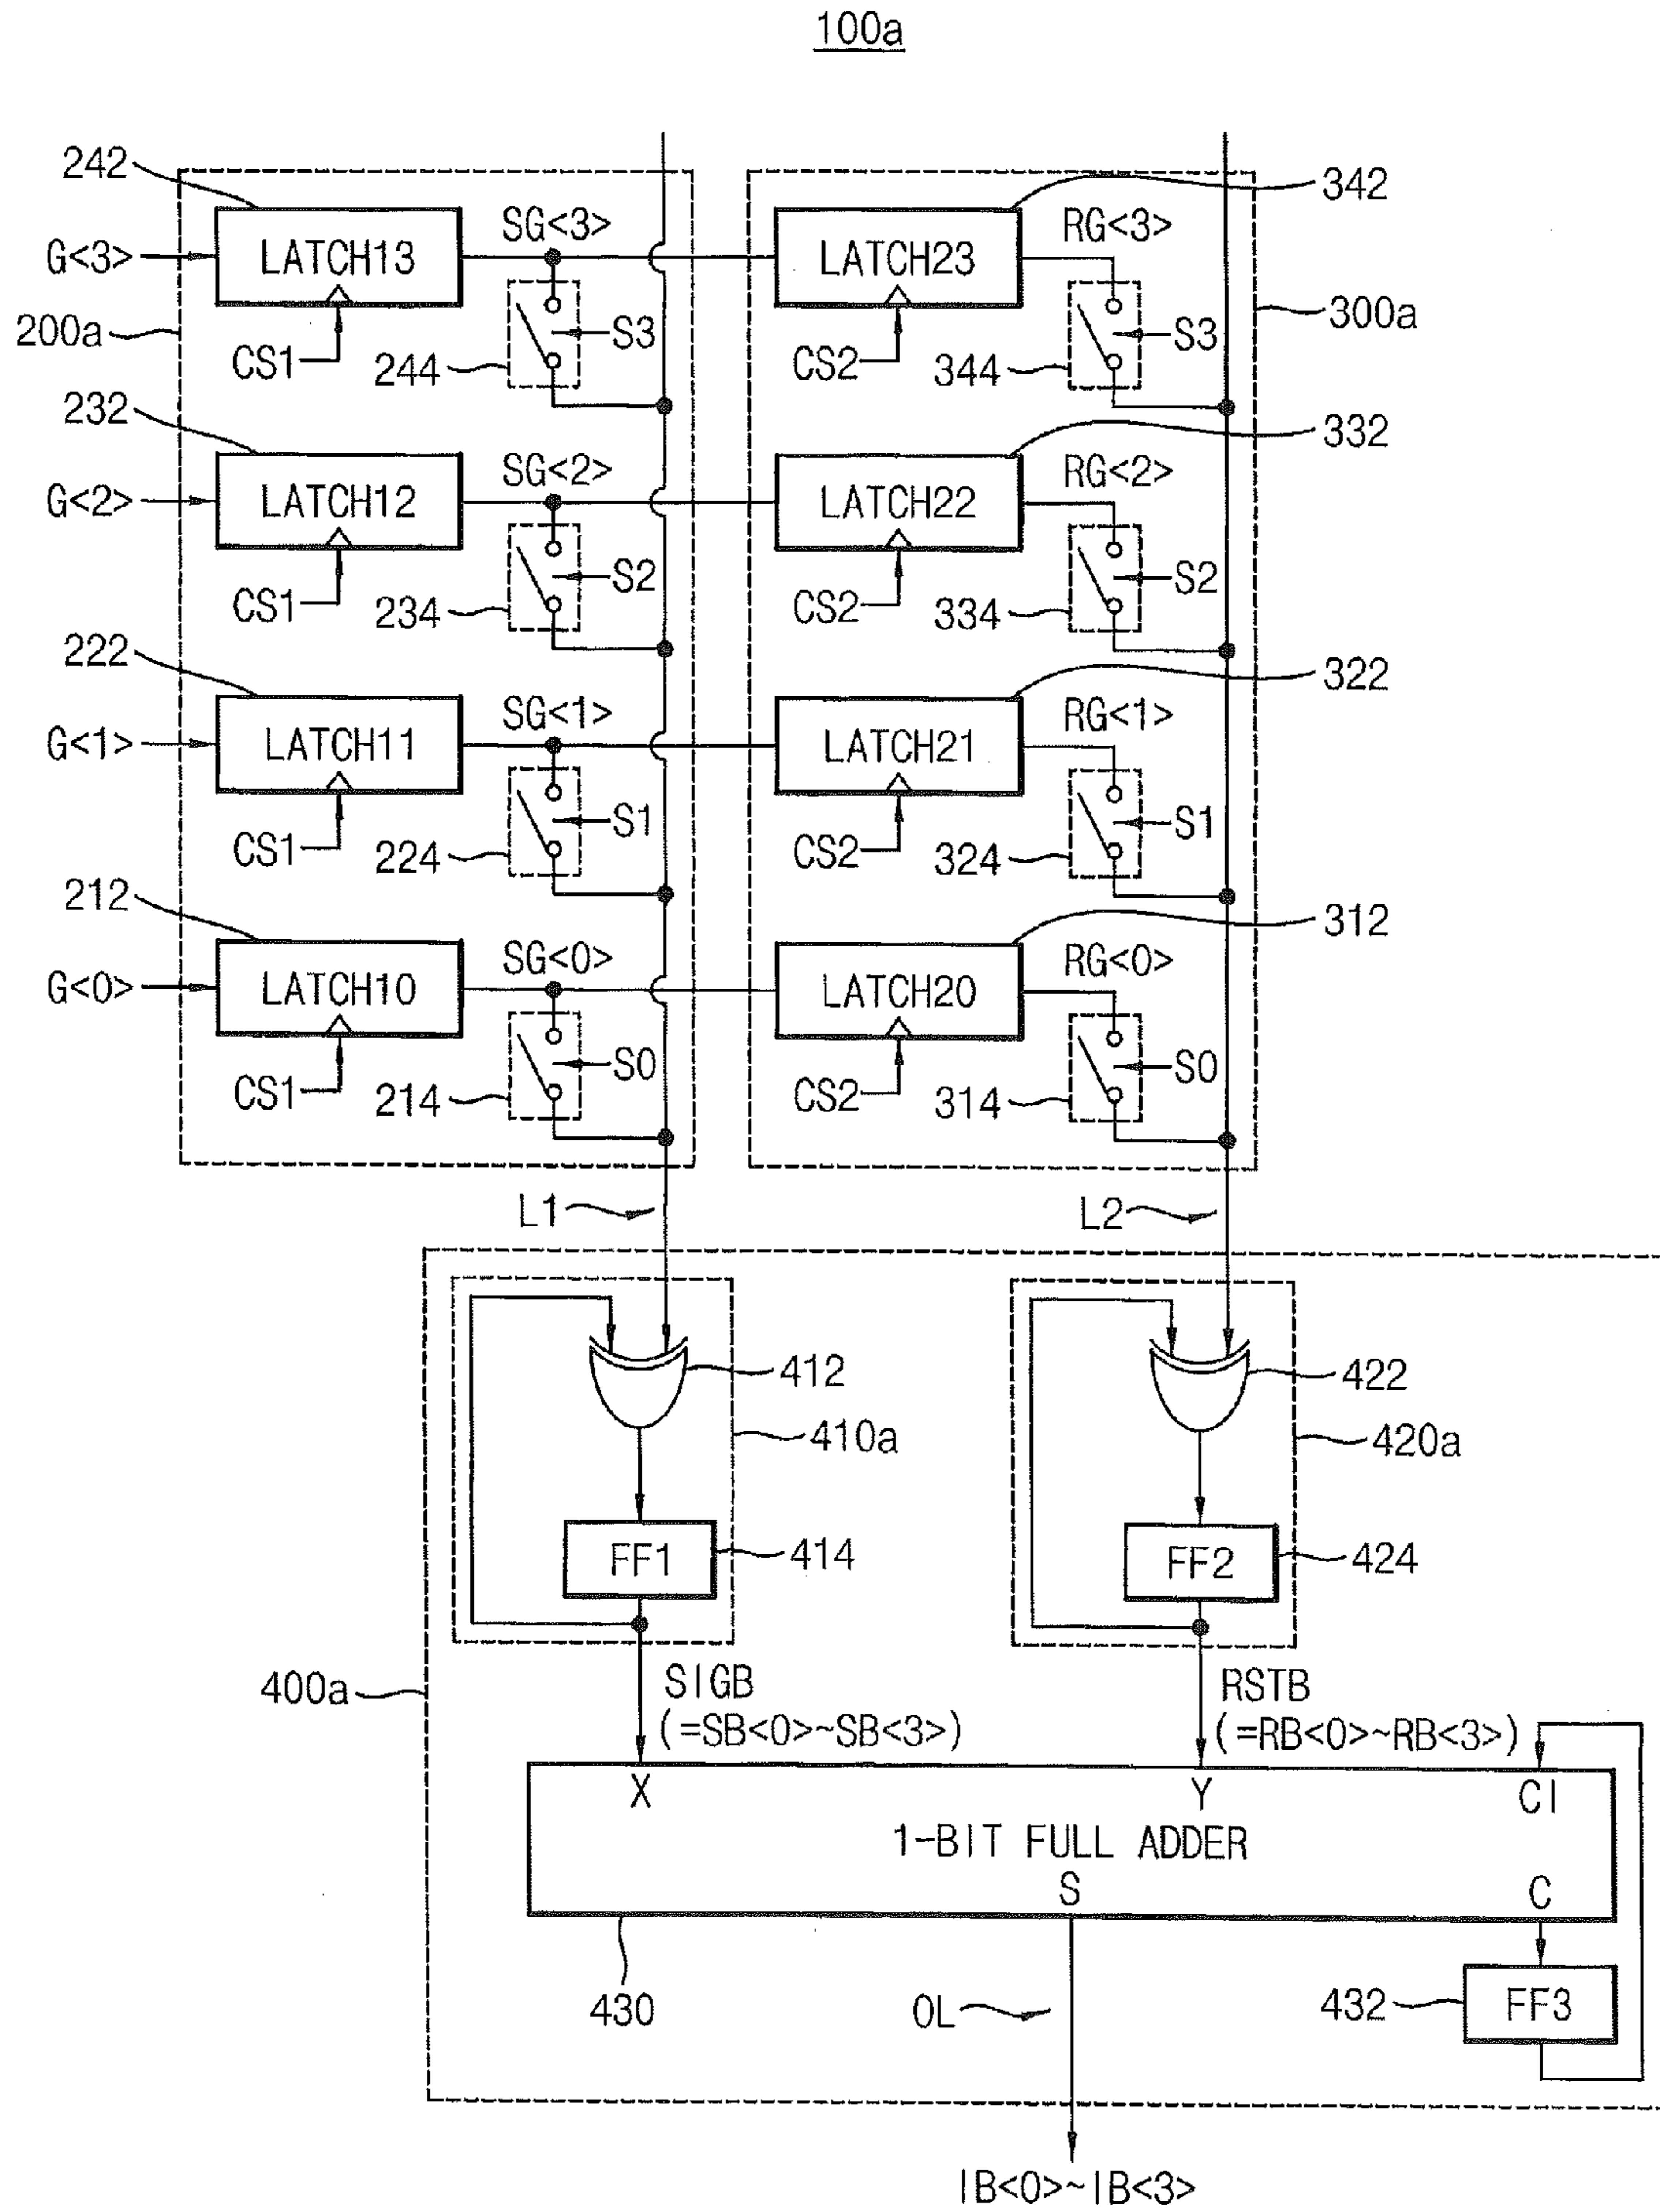 100a
242
342
SG<3>
RG<3>
G<3>
LATCH13
LATCH23
200a
300a
S3
S3
CS1
244
CS2
344
232
332
SG<2>
RG<2>
G<2>
LATCH12
LATCH22
S2
S2
CS1
234
CS2
334
222
322
SG<1>
RG<1>
G<1>
LATCH11
LATCH21
S1
S1
CS1
224
CS2
324
212
312
SG<0>
RG<0>
G<0>
LATCH10
LATCH20
S0
S0
CS1
214
CS2
314
L1
L2
412
422
410a
420a
FF1
414
FF2
424
400a
SIGB
(=SB<0>~SB<3>)
RSTB
(=RB<0>~RB<3>)
X
Y
CI
1-BIT FULL ADDER
S
C
430
OL
432
FF3
IB<0>~IB<3>